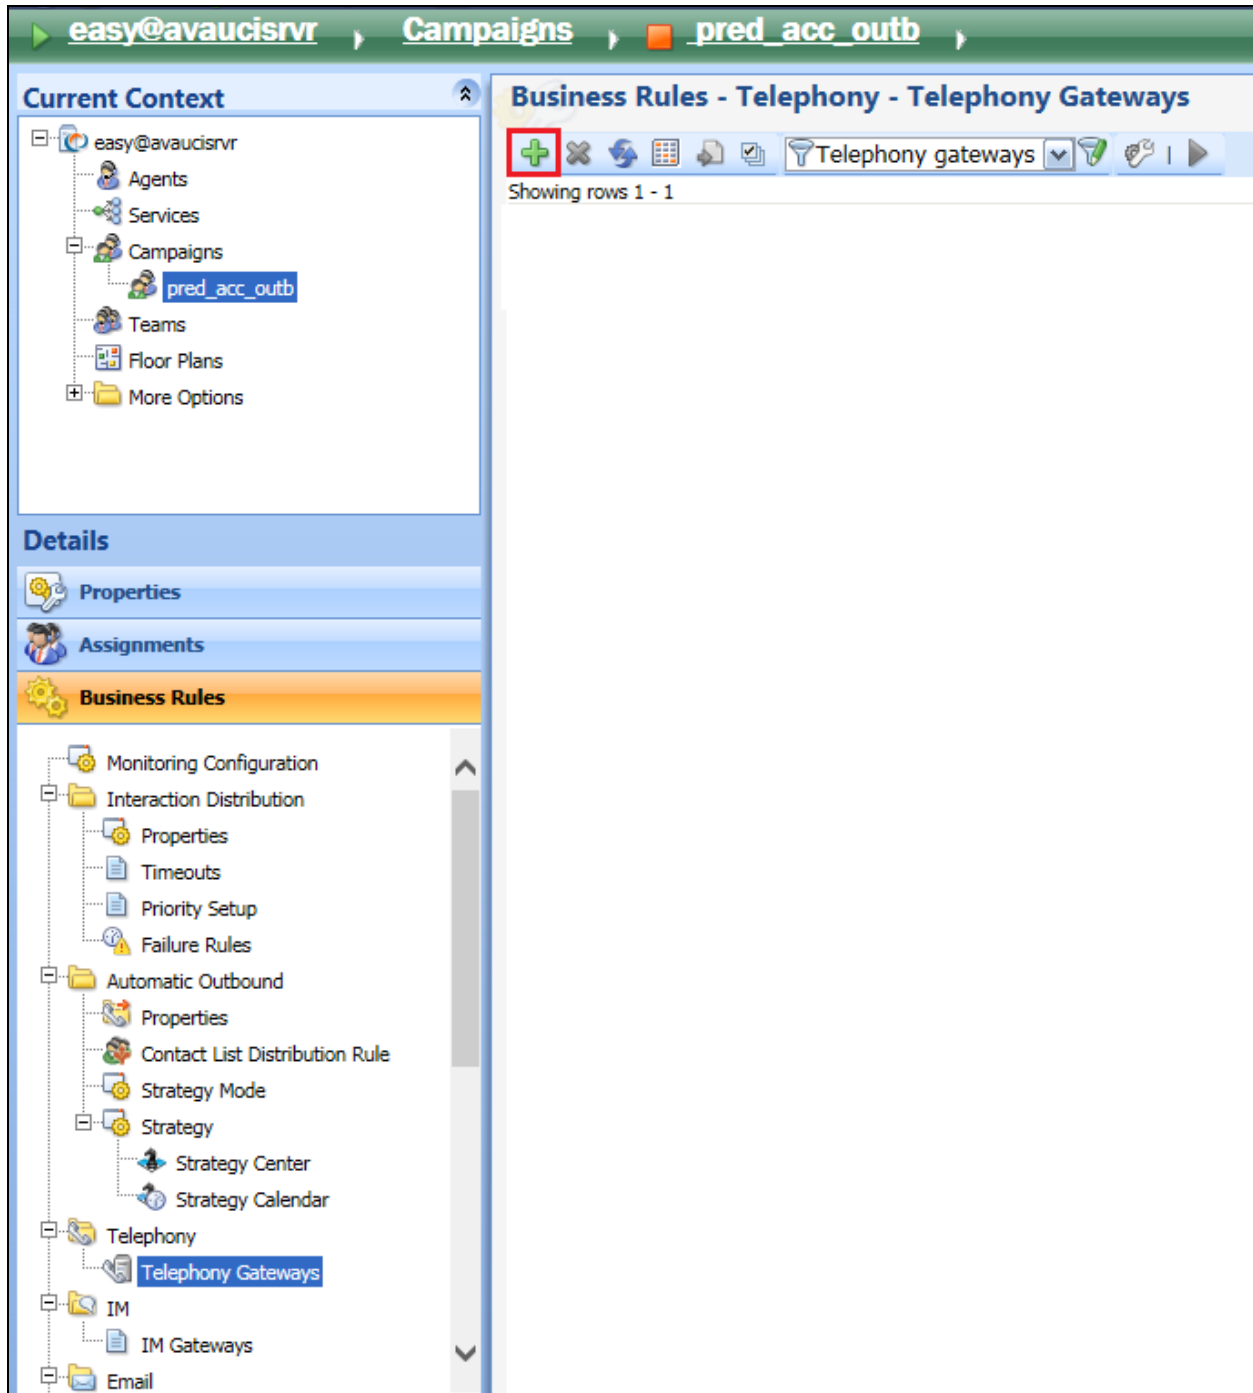 easy@avaucisrvr Campaigns pred_acc_outb
Current Context
easy@avaucisrvr
Agents
Services
Campaigns
pred_acc_outb
Teams
Floor Plans
More Options
Details
Properties
Assignments
Business Rules
Monitoring Configuration
Interaction Distribution
Properties
Timeouts
Priority Setup
Failure Rules
Automatic Outbound
Properties
Contact List Distribution Rule
Strategy Mode
Strategy
Strategy Center
Strategy Calendar
Telephony
Telephony Gateways
IM
IM Gateways
Email
Business Rules - Telephony - Telephony Gateways
Telephony gateways
Showing rows 1 - 1